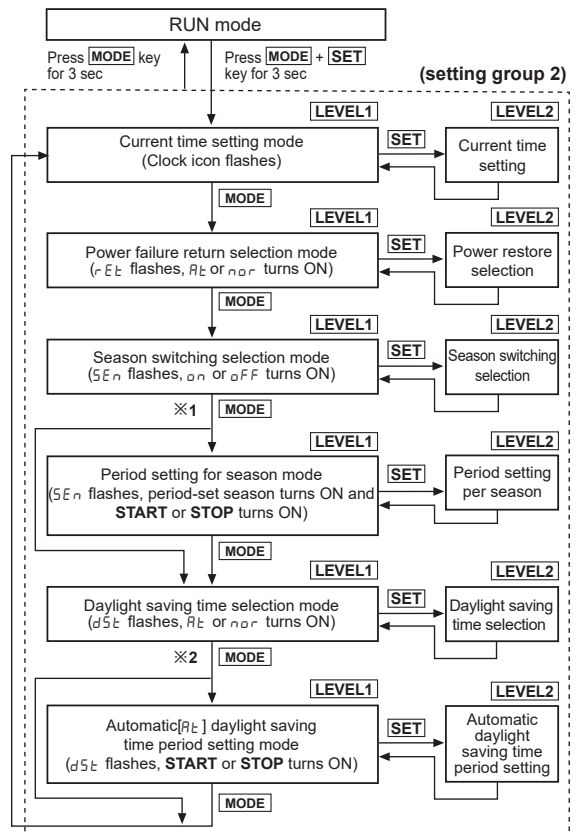 RUN mode
Press MODE key
for 3 sec
Press MODE + SET
key for 3 sec
(setting group 2)
LEVEL1
LEVEL2
Current time setting mode
(Clock icon flashes)
SET
Current time
setting
MODE
LEVEL1
LEVEL2
Power failure return selection mode
(rEt flashes, At or nor turns ON)
SET
Power restore
selection
MODE
LEVEL1
LEVEL2
Season switching selection mode
(SEn flashes, on or oFF turns ON)
SET
Season switching
selection
※1
MODE
LEVEL1
LEVEL2
Period setting for season mode
(SEn flashes, period-set season turns ON and
START or STOP turns ON)
SET
Period setting
per season
MODE
LEVEL1
LEVEL2
Daylight saving time selection mode
(dSt flashes, At or nor turns ON)
SET
Daylight saving
time selection
※2
MODE
LEVEL1
LEVEL2
Automatic[At] daylight saving
time period setting mode
(dSt flashes, START or STOP turns ON)
SET
Automatic
daylight
saving time
period setting
MODE